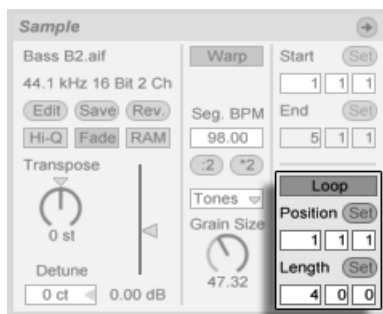 Sample
Bass B2.aif
44.1 kHz 16 Bit 2 Ch
Edit Save Rev.
Hi-Q Fade RAM
Transpose
0 st
Detune
0 ct 0.00 dB
Warp
Seg. BPM
98.00
:2 *2
Tones
Grain Size
47.32
Start Set
1 1 1
End Set
5 1 1
Loop
Position Set
1 1 1
Length Set
4 0 0